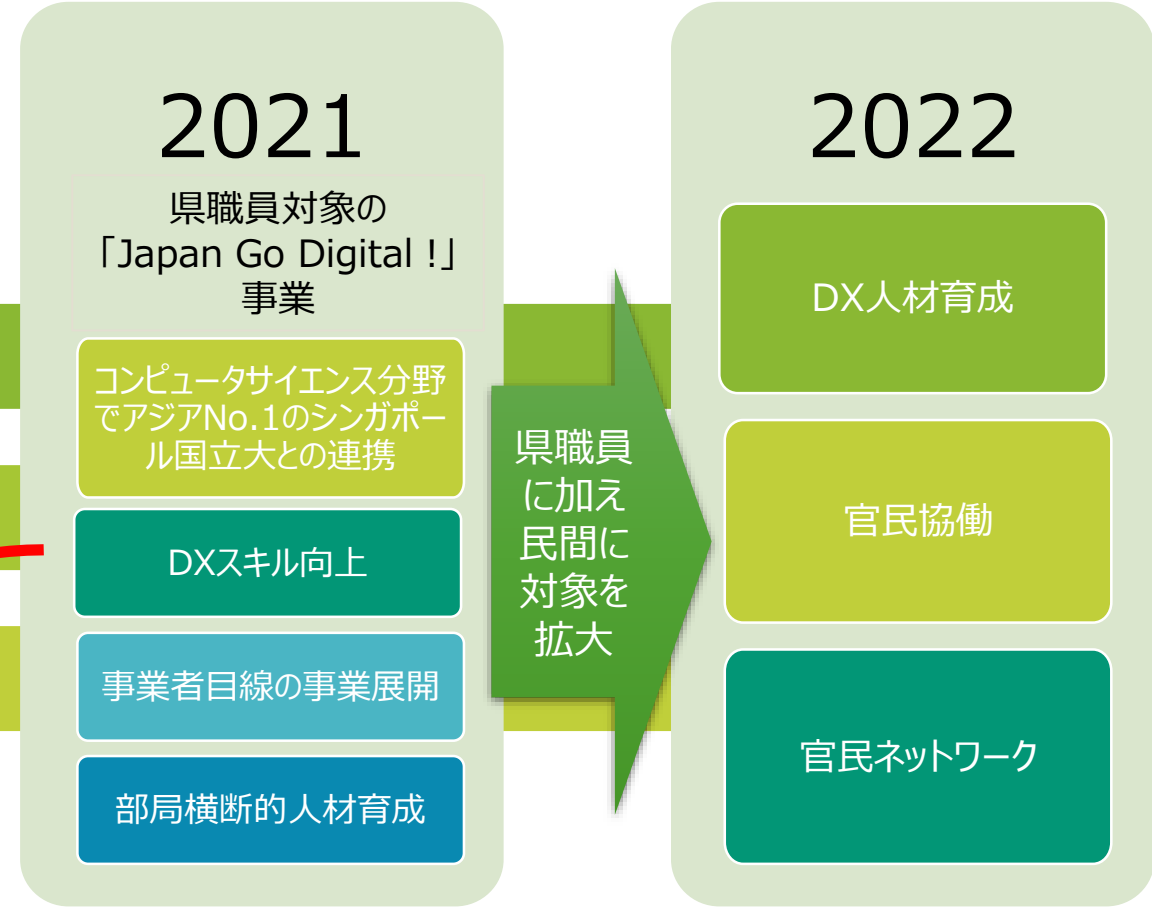 2021
県職員対象の
「Japan Go Digital !」
事業
コンピュータサイエンス分野
でアジアNo.1のシンガポー
ル国立大との連携
DXスキル向上
事業者目線の事業展開
部局横断的人材育成
県職員
に加え
民間に
対象を
拡大
2022
DX人材育成
官民協働
官民ネットワーク